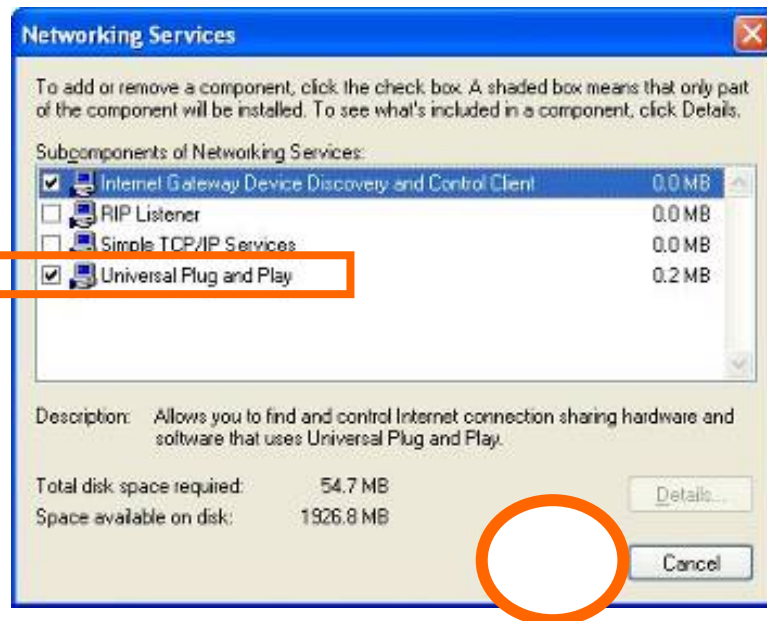 Networking Services
To add or remove a component, click the check box. A shaded box means that only part
of the component will be installed. To see what's included in a component, click Details.
Subcomponents of Networking Services:
Internet Gateway Device Discovery and Control Client 0.0 MB
RIP Listener 0.0 MB
Simple TCP/IP Services 0.0 MB
Universal Plug and Play 0.2 MB
Description: Allows you to find and control Internet connection sharing hardware and
software that uses Universal Plug and Play.
Total disk space required: 54.7 MB
Details...
Space available on disk: 1926.8 MB
Cancel